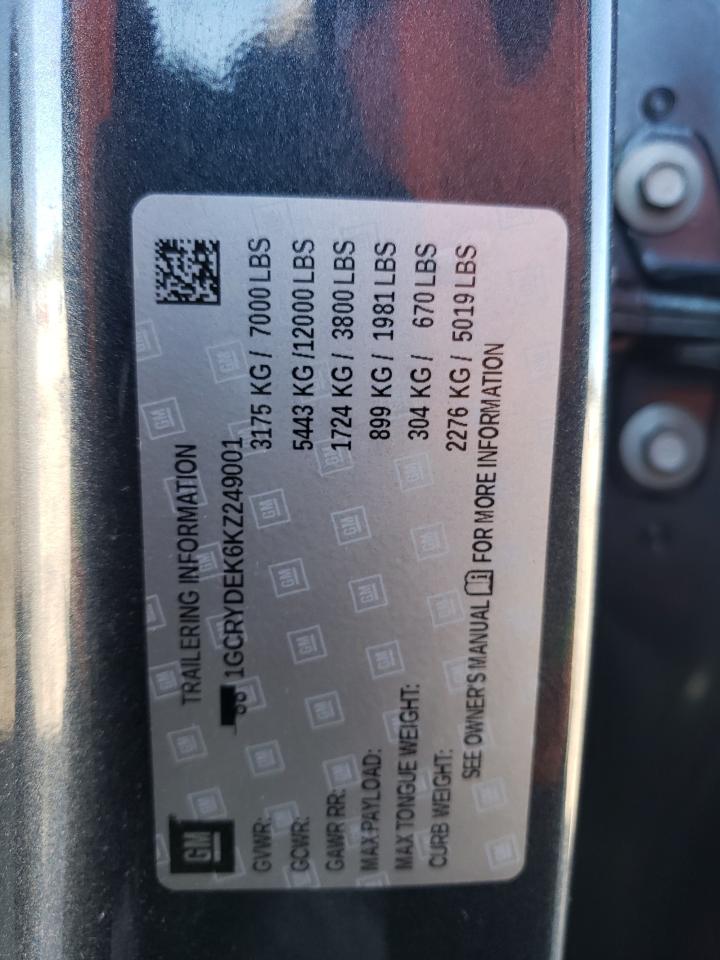 GM
TRAILERING INFORMATION
1GCRYDEK6KZ249001
GVWR: 3175 KG / 7000 LBS
GCWR: 5443 KG /12000 LBS
GAWR RR: 1724 KG / 3800 LBS
MAX PAYLOAD: 899 KG / 1981 LBS
MAX TONGUE WEIGHT: 304 KG / 670 LBS
CURB WEIGHT: 2276 KG / 5019 LBS
SEE OWNER'S MANUAL FOR MORE INFORMATION